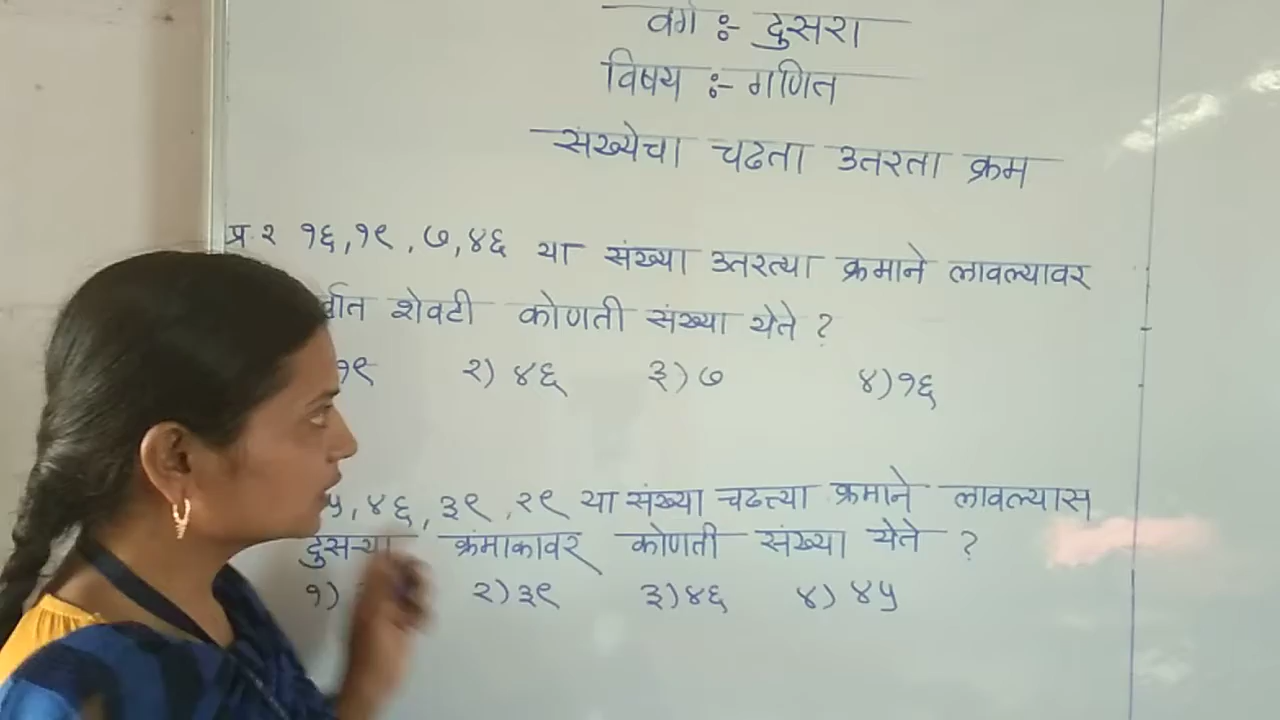 वर्ग :- दुसरा
विषय :- गणित
संख्येचा चढता उतरता क्रम
प्र. २ १६,१९, ७,४६ या संख्या उतरत्या क्रमाने लावल्यावर
शेवटी कोणती संख्या येते ?
१९ २) ४६ ३) ७ ४) १६
५, ४६, ३९, २९ या संख्या चढत्या क्रमाने लावल्यास
दुसऱ्या क्रंमाकावर कोणती संख्या येते ?
१) २) ३९ ३) ४६ ४) ४५